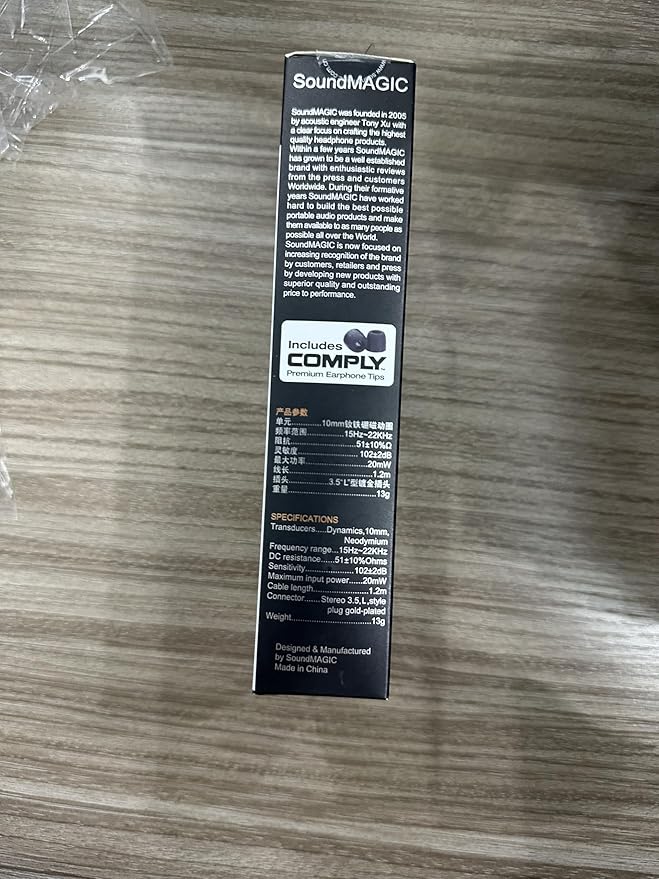 SoundMAGIC
SoundMAGIC was founded in 2005
by acoustic engineer Tony Xu with
a clear focus on crafting the highest
quality headphone products.
Within a few years SoundMAGIC
has grown to be a well established
brand with enthusiastic reviews
from the press and customers
Worldwide. During their formative
years SoundMAGIC have worked
hard to build the best possible
portable audio products and make
them available to as many people as
possible all over the World.
SoundMAGIC is now focused on
increasing recognition of the brand
by customers, retailers and press
by developing new products with
superior quality and outstanding
price to performance.
Includes
COMPLY™
Premium Earphone Tips
产品参数
单元..............10mm钕铁硼磁动圈
频率范围..............15Hz~22KHz
阻抗..............51±10%Ω
灵敏度..............102±2dB
最大功率..............20mW
线长..............1.2m
插头..............3.5"L"型镀金插头
重量..............13g
SPECIFICATIONS
Transducers.....Dynamics,10mm,
Neodymium
Frequency range...15Hz~22KHz
DC resistance.....51±10%Ohms
Sensitivity..............102±2dB
Maximum input power.....20mW
Cable length..............1.2m
Connector.......Stereo 3.5,L,style
plug gold-plated
Weight..............13g
Designed & Manufactured
by SoundMAGIC
Made in China